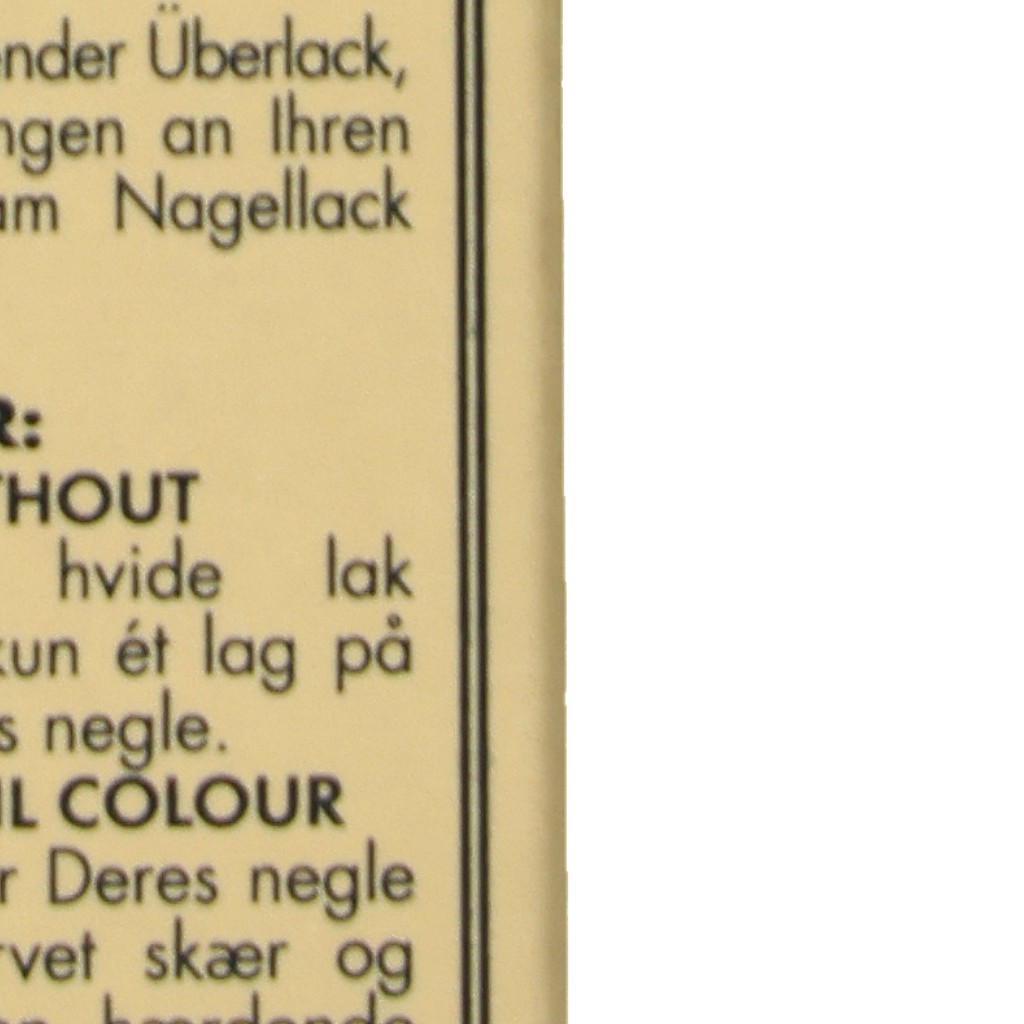 ender Überlack,
ngen an Ihren
am Nagellack
R:
THOUT
hvide lak
kun ét lag på
s negle.
IL COLOUR
r Deres negle
rvet skær og